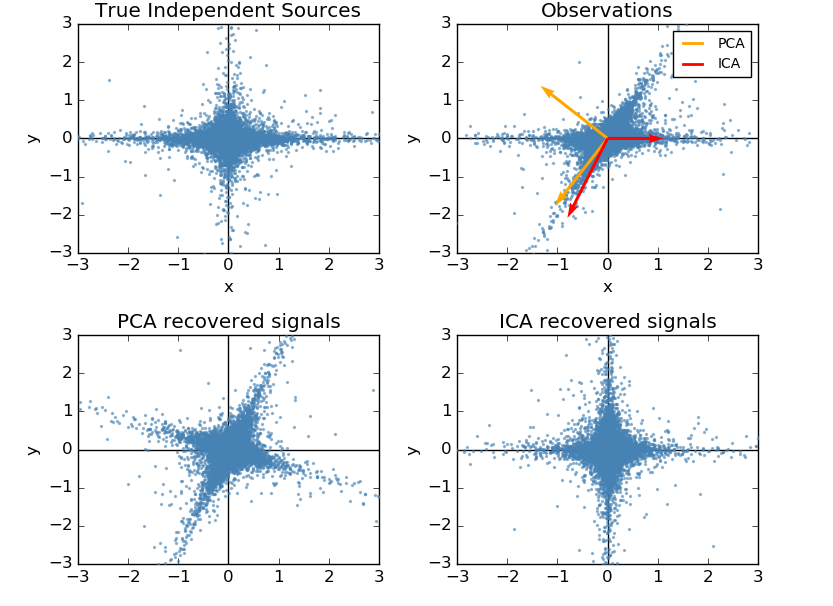 True Independent Sources
Observations
3
2
1
0
−1
−2
−3
y
−3 −2 −1 0 1 2 3
x
3
2
1
0
−1
−2
−3
y
PCA
ICA
−3 −2 −1 0 1 2 3
x
PCA recovered signals
ICA recovered signals
3
2
1
0
−1
−2
−3
y
−3 −2 −1 0 1 2 3
3
2
1
0
−1
−2
−3
y
−3 −2 −1 0 1 2 3